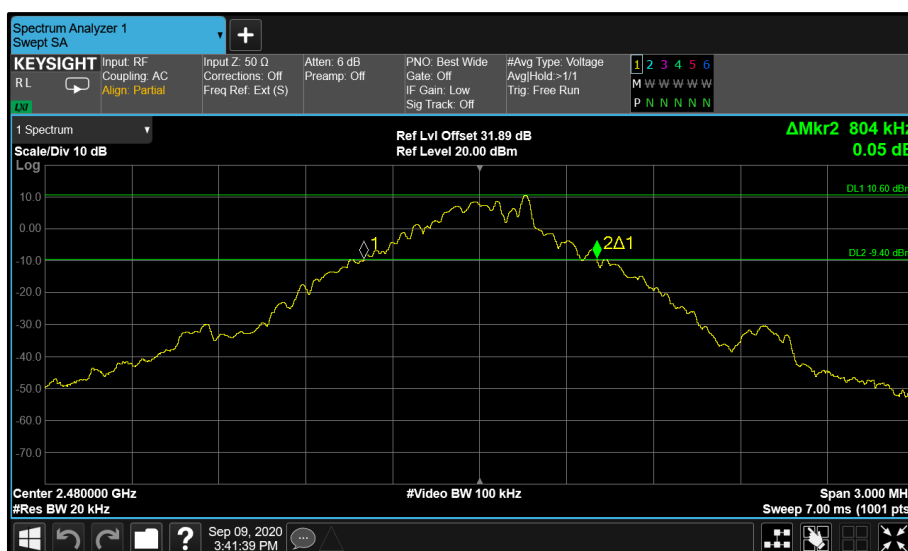 Spectrum Analyzer 1
Swept SA
KEYSIGHT
RL
LXI
Input: RF
Coupling: AC
Align: Partial
Input Z: 50 Ω
Corrections: Off
Freq Ref: Ext (S)
Atten: 6 dB
Preamp: Off
PNO: Best Wide
Gate: Off
IF Gain: Low
Sig Track: Off
#Avg Type: Voltage
Avg|Hold:>1/1
Trig: Free Run
1 2 3 4 5 6
M W W W W W
P N N N N N
1 Spectrum
Scale/Div 10 dB
Log
Ref Lvl Offset 31.89 dB
Ref Level 20.00 dBm
ΔMkr2 804 kHz
0.05 dB
10.0
0.00
-10.0
-20.0
-30.0
-40.0
-50.0
-60.0
-70.0
DL1 10.60 dBm
DL2 -9.40 dBm
1
2Δ1
Center 2.480000 GHz
#Res BW 20 kHz
#Video BW 100 kHz
Span 3.000 MH
Sweep 7.00 ms (1001 pts
?
Sep 09, 2020
3:41:39 PM